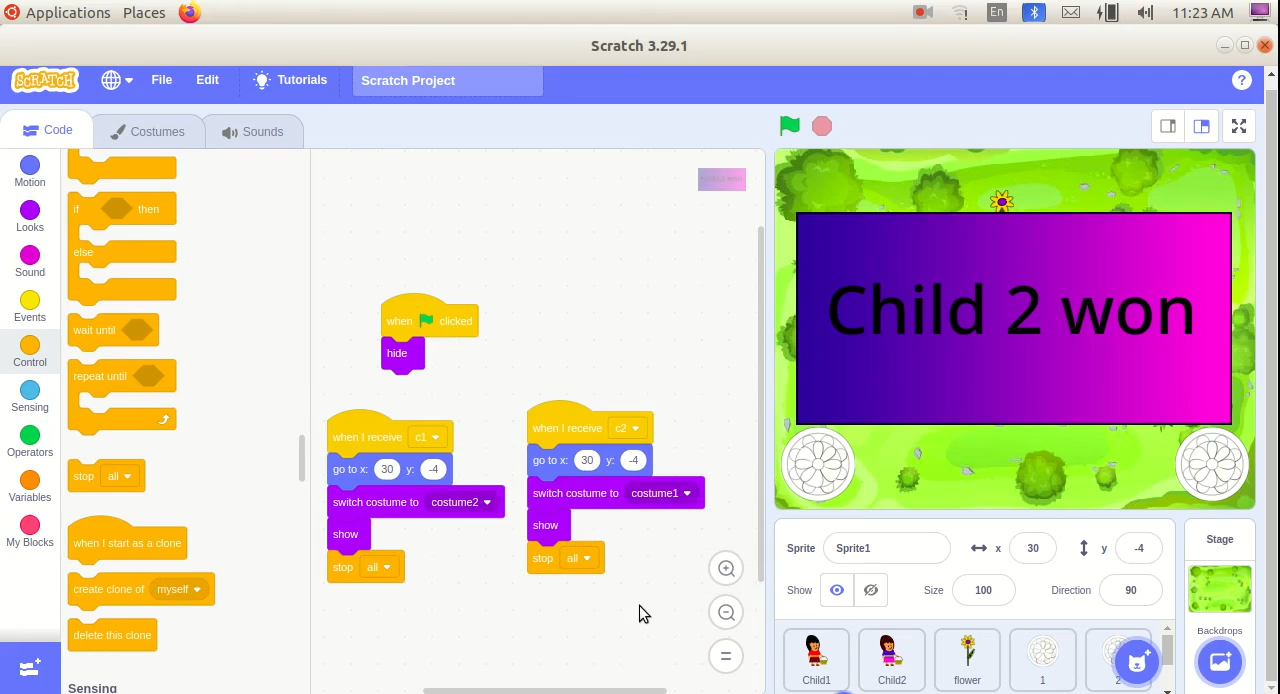 Applications Places
En
11:23 AM
Scratch 3.29.1
SCRATCH
File Edit Tutorials Scratch Project
?
Code Costumes Sounds
Motion
Looks
Sound
Events
Control
Sensing
Operators
Variables
My Blocks
if then
else
wait until
repeat until
stop all
when I start as a clone
create clone of myself
delete this clone
Sensing
when clicked
hide
when I receive c1
go to x: 30 y: -4
switch costume to costume2
show
stop all
when I receive c2
go to x: 30 y: -4
switch costume to costume1
show
stop all
Child 2 won
Sprite Sprite1 x 30 y -4
Show Size 100 Direction 90
Child1 Child2 flower 1 2
Stage
Backdrops